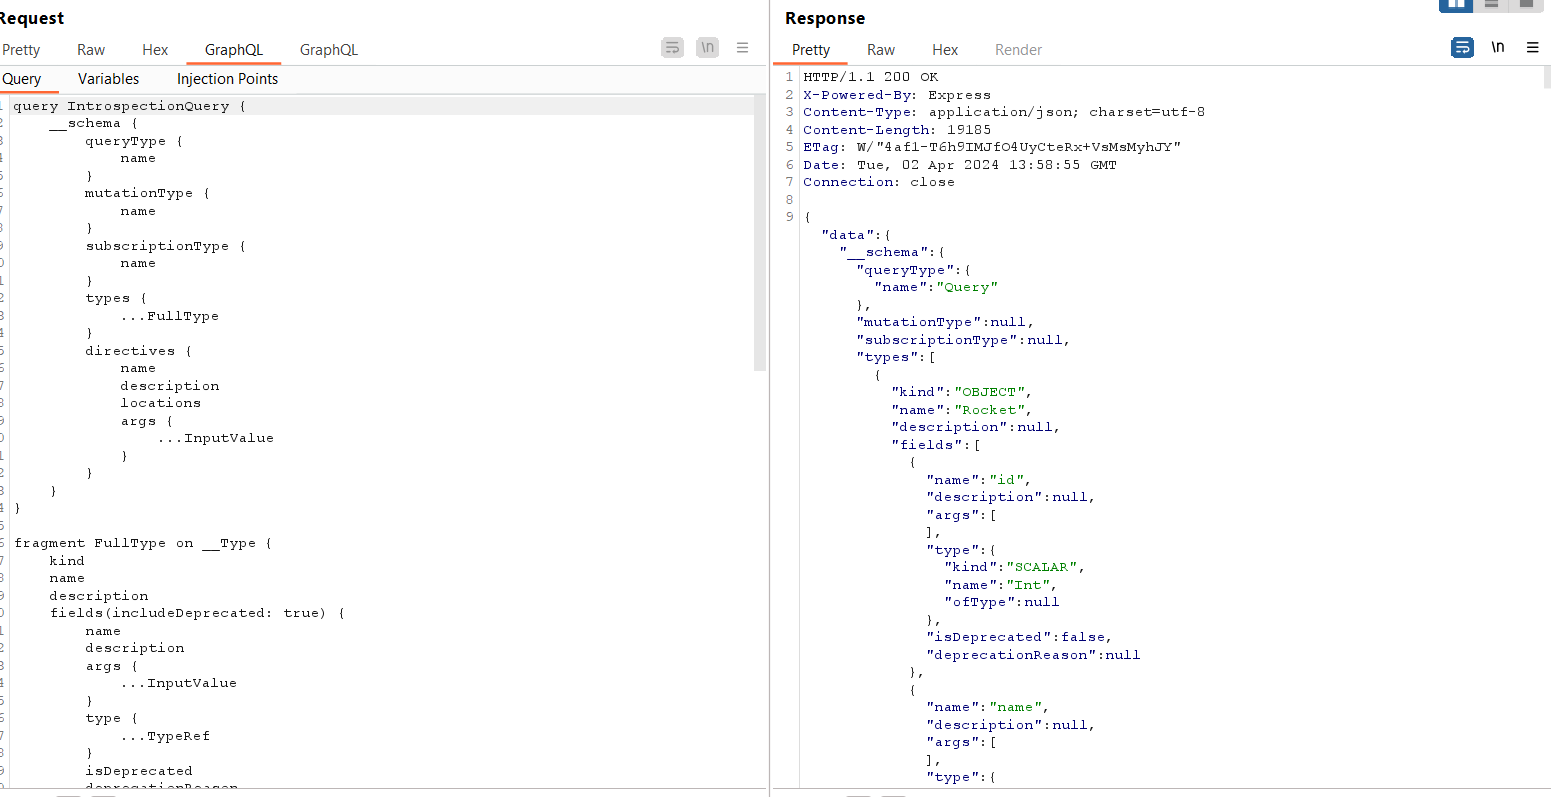 Request
Pretty Raw Hex GraphQL GraphQL \n
Query Variables Injection Points
query IntrospectionQuery {
__schema {
queryType {
name
}
mutationType {
name
}
subscriptionType {
name
}
types {
...FullType
}
directives {
name
description
locations
args {
...InputValue
}
}
}
}
fragment FullType on __Type {
kind
name
description
fields(includeDeprecated: true) {
name
description
args {
...InputValue
}
type {
...TypeRef
}
isDeprecated
deprecationReason
Response
Pretty Raw Hex Render \n
1 HTTP/1.1 200 OK
2 X-Powered-By: Express
3 Content-Type: application/json; charset=utf-8
4 Content-Length: 19185
5 ETag: W/"4af1-T6h9IMJfO4UyCteRx+VsMsMyhJY"
6 Date: Tue, 02 Apr 2024 13:58:55 GMT
7 Connection: close
8
9 {
"data":{
"__schema":{
"queryType":{
"name":"Query"
},
"mutationType":null,
"subscriptionType":null,
"types":[
{
"kind":"OBJECT",
"name":"Rocket",
"description":null,
"fields":[
{
"name":"id",
"description":null,
"args":[
],
"type":{
"kind":"SCALAR",
"name":"Int",
"ofType":null
},
"isDeprecated":false,
"deprecationReason":null
},
{
"name":"name",
"description":null,
"args":[
],
"type":{